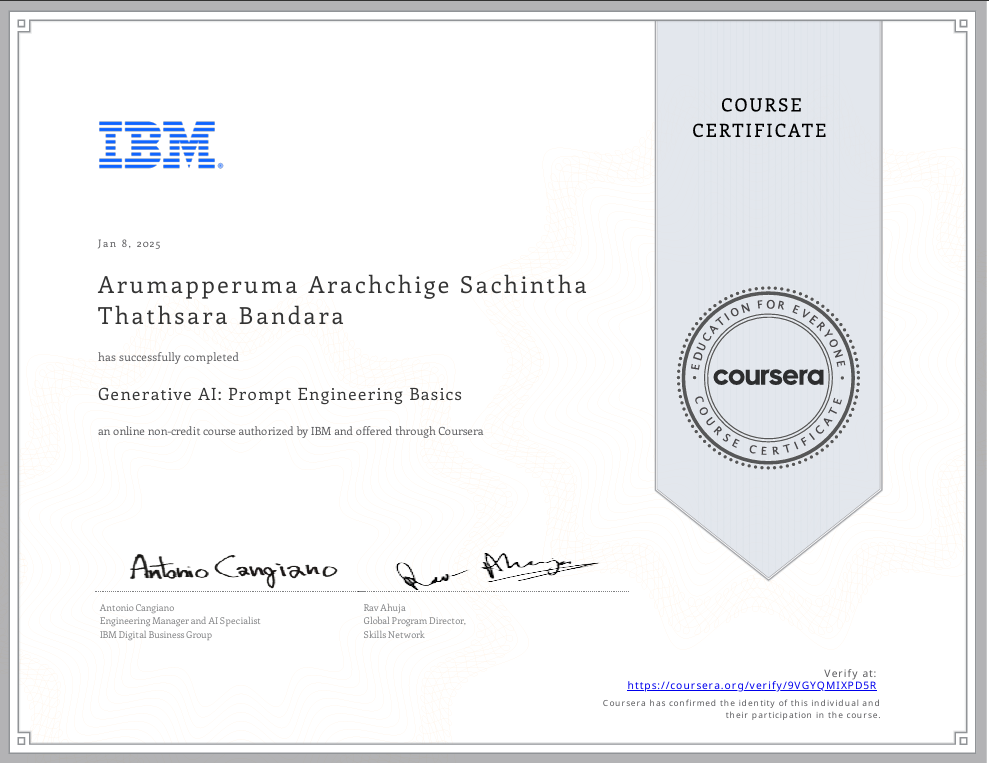 COURSE
CERTIFICATE
IBM®
Jan 8, 2025
Arumapperuma Arachchige Sachintha
Thathsara Bandara
has successfully completed
Generative AI: Prompt Engineering Basics
an online non-credit course authorized by IBM and offered through Coursera
EDUCATION FOR EVERYONE
coursera
COURSE CERTIFICATE
Antonio Cangiano
Rav Ahuja
Antonio Cangiano
Engineering Manager and AI Specialist
IBM Digital Business Group
Rav Ahuja
Global Program Director,
Skills Network
Verify at:
https://coursera.org/verify/9VGYQMIXPD5R
Coursera has confirmed the identity of this individual and
their participation in the course.